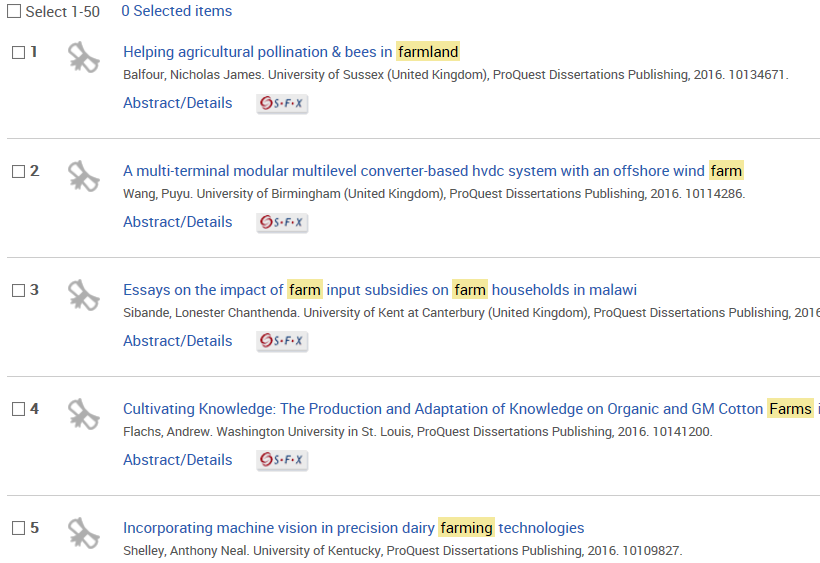 Select 1-50 0 Selected items
1 Helping agricultural pollination & bees in farmland
Balfour, Nicholas James. University of Sussex (United Kingdom), ProQuest Dissertations Publishing, 2016. 10134671.
Abstract/Details S·F·X
2 A multi-terminal modular multilevel converter-based hvdc system with an offshore wind farm
Wang, Puyu. University of Birmingham (United Kingdom), ProQuest Dissertations Publishing, 2016. 10114286.
Abstract/Details S·F·X
3 Essays on the impact of farm input subsidies on farm households in malawi
Sibande, Lonester Chanthenda. University of Kent at Canterbury (United Kingdom), ProQuest Dissertations Publishing, 2016
Abstract/Details S·F·X
4 Cultivating Knowledge: The Production and Adaptation of Knowledge on Organic and GM Cotton Farms
Flachs, Andrew. Washington University in St. Louis, ProQuest Dissertations Publishing, 2016. 10141200.
Abstract/Details S·F·X
5 Incorporating machine vision in precision dairy farming technologies
Shelley, Anthony Neal. University of Kentucky, ProQuest Dissertations Publishing, 2016. 10109827.